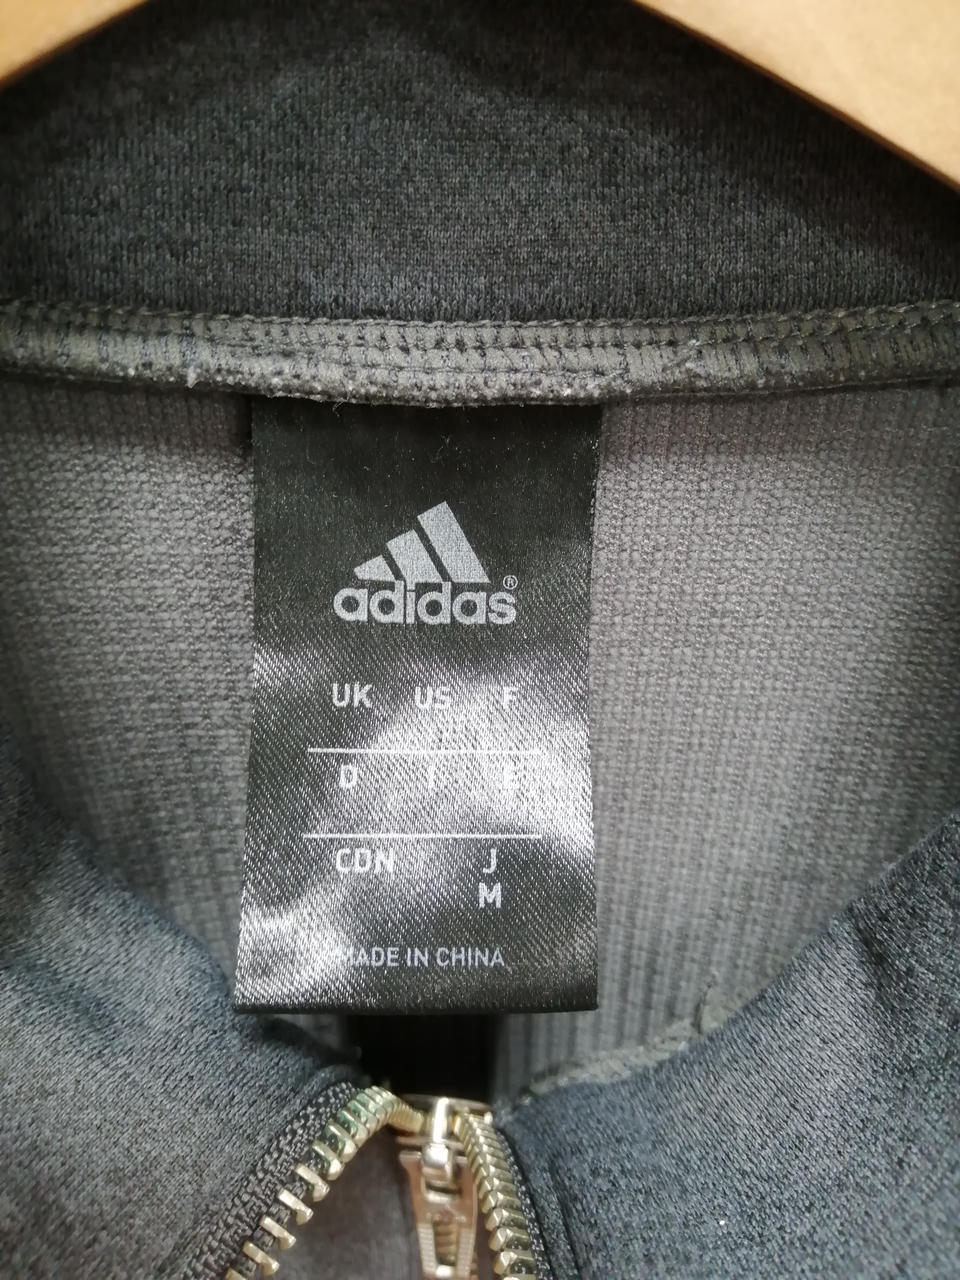 adidas®
UK US F
D I E
CDN J
M
MADE IN CHINA